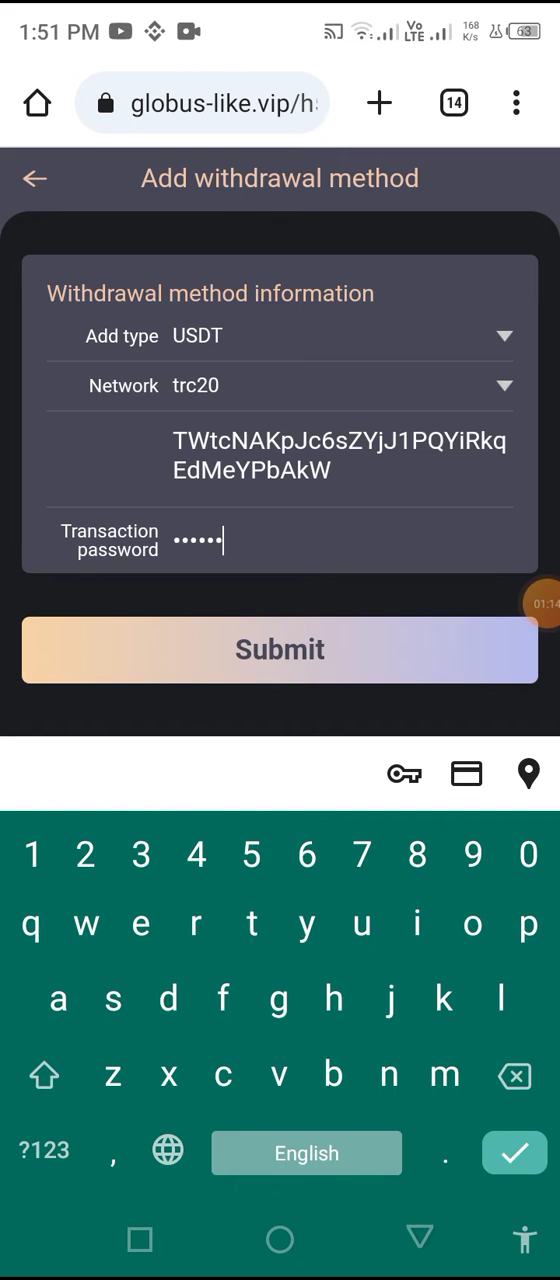 1:51 PM Vo LTE 168 K/s 63
globus-like.vip/h 14
Add withdrawal method
Withdrawal method information
Add type USDT
Network trc20
TWtcNAKpJc6sZYjJ1PQYiRkq
EdMeYPbAkW
Transaction
password ••••••
01:14
Submit
1 2 3 4 5 6 7 8 9 0
q w e r t y u i o p
a s d f g h j k l
z x c v b n m
?123 , English .